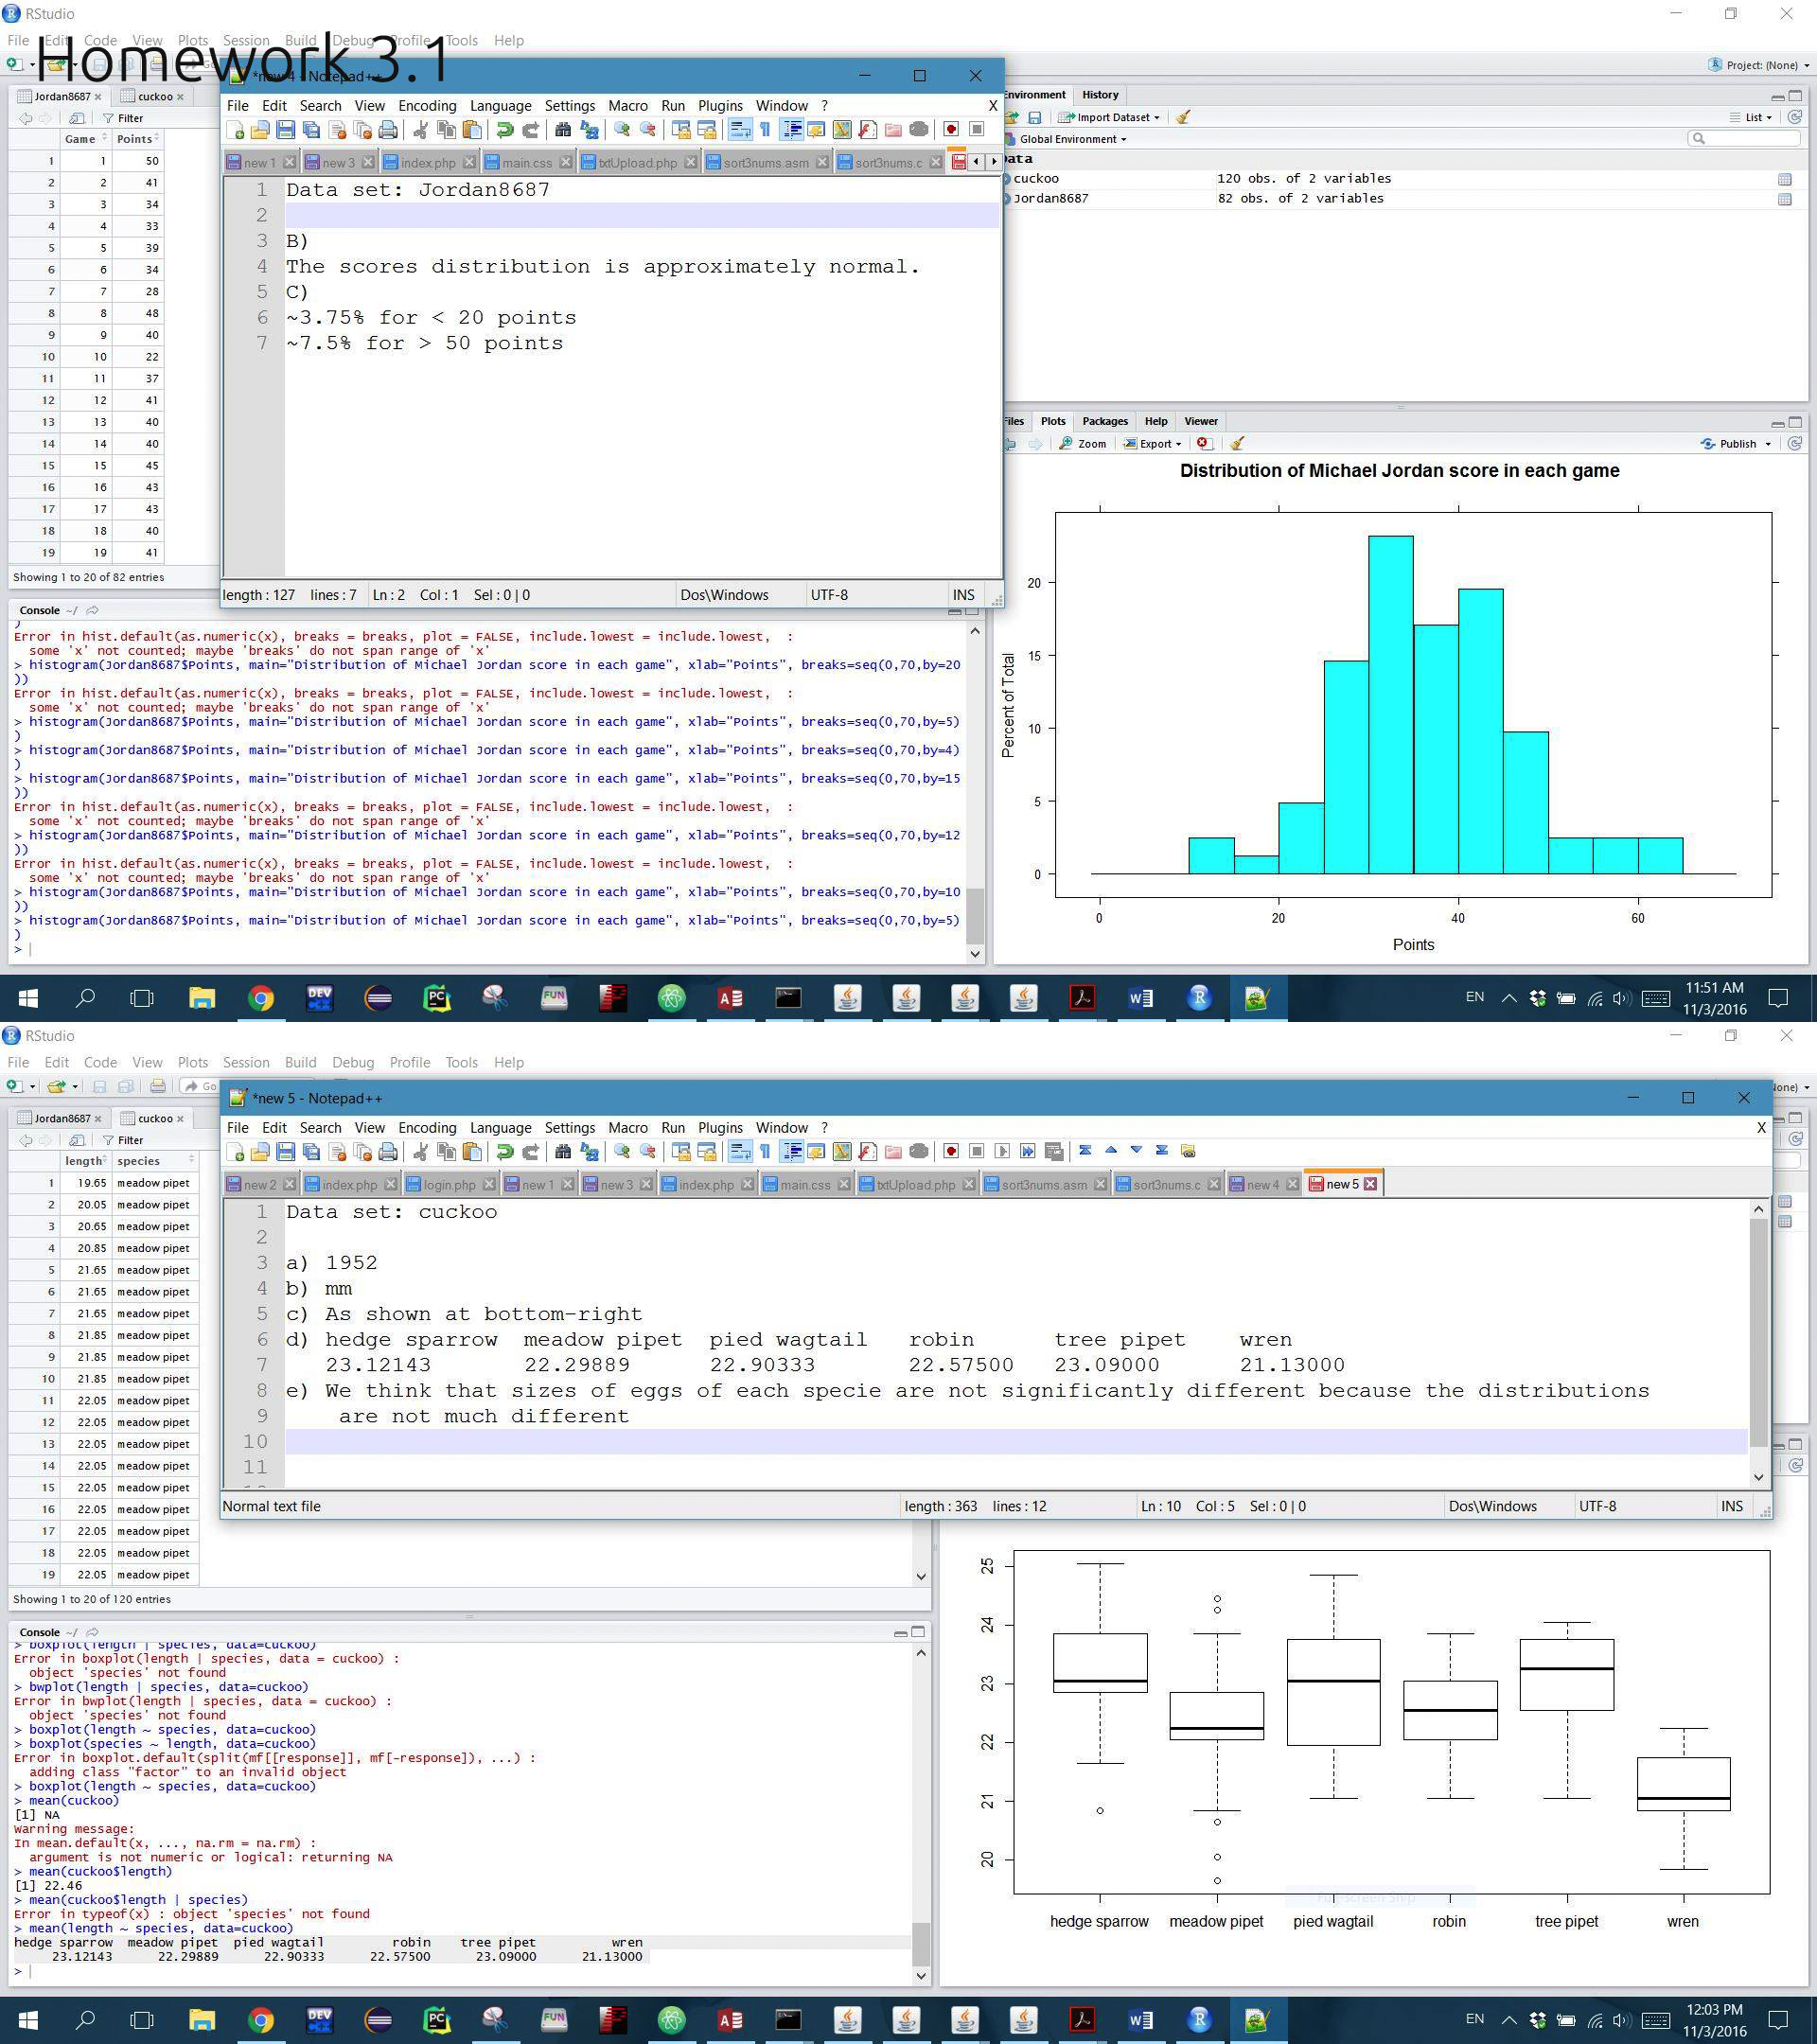 RStudio
File Edit Code View Plots Session Build Debug Profile Tools Help
Homework 3.1
Project: (None)
Jordan8687 cuckoo
Filter
Game Points
1 1 50
2 2 41
3 3 34
4 4 33
5 5 39
6 6 34
7 7 28
8 8 48
9 9 40
10 10 22
11 11 37
12 12 41
13 13 40
14 14 40
15 15 45
16 16 43
17 17 43
18 18 40
19 19 41
Showing 1 to 20 of 82 entries
*new 4 - Notepad++
File Edit Search View Encoding Language Settings Macro Run Plugins Window ? X
new 1 new 3 index.php main.css txtUpload.php sort3nums.asm sort3nums.c
1 Data set: Jordan8687
2
3 B)
4 The scores distribution is approximately normal.
5 C)
6 ~3.75% for < 20 points
7 ~7.5% for > 50 points
length : 127 lines : 7 Ln : 2 Col : 1 Sel : 0 | 0 Dos\Windows UTF-8 INS
Environment History
Import Dataset List
Global Environment
Data
cuckoo 120 obs. of 2 variables
Jordan8687 82 obs. of 2 variables
Console ~/
)
Error in hist.default(as.numeric(x), breaks = breaks, plot = FALSE, include.lowest = include.lowest, :
some 'x' not counted; maybe 'breaks' do not span range of 'x'
> histogram(Jordan8687$Points, main="Distribution of Michael Jordan score in each game", xlab="Points", breaks=seq(0,70,by=20
))
Error in hist.default(as.numeric(x), breaks = breaks, plot = FALSE, include.lowest = include.lowest, :
some 'x' not counted; maybe 'breaks' do not span range of 'x'
> histogram(Jordan8687$Points, main="Distribution of Michael Jordan score in each game", xlab="Points", breaks=seq(0,70,by=5)
)
> histogram(Jordan8687$Points, main="Distribution of Michael Jordan score in each game", xlab="Points", breaks=seq(0,70,by=4)
)
> histogram(Jordan8687$Points, main="Distribution of Michael Jordan score in each game", xlab="Points", breaks=seq(0,70,by=15
))
Error in hist.default(as.numeric(x), breaks = breaks, plot = FALSE, include.lowest = include.lowest, :
some 'x' not counted; maybe 'breaks' do not span range of 'x'
> histogram(Jordan8687$Points, main="Distribution of Michael Jordan score in each game", xlab="Points", breaks=seq(0,70,by=12
))
Error in hist.default(as.numeric(x), breaks = breaks, plot = FALSE, include.lowest = include.lowest, :
some 'x' not counted; maybe 'breaks' do not span range of 'x'
> histogram(Jordan8687$Points, main="Distribution of Michael Jordan score in each game", xlab="Points", breaks=seq(0,70,by=10
))
> histogram(Jordan8687$Points, main="Distribution of Michael Jordan score in each game", xlab="Points", breaks=seq(0,70,by=5)
)
>
Files Plots Packages Help Viewer
Zoom Export Publish
Distribution of Michael Jordan score in each game
Percent of Total
20
15
10
5
0
0 20 40 60
Points
DEV C++ PC FUN
EN 11:51 AM
11/3/2016
RStudio
File Edit Code View Plots Session Build Debug Profile Tools Help
Go
None)
Jordan8687 cuckoo
Filter
length species
1 19.65 meadow pipet
2 20.05 meadow pipet
3 20.65 meadow pipet
4 20.85 meadow pipet
5 21.65 meadow pipet
6 21.65 meadow pipet
7 21.65 meadow pipet
8 21.85 meadow pipet
9 21.85 meadow pipet
10 21.85 meadow pipet
11 22.05 meadow pipet
12 22.05 meadow pipet
13 22.05 meadow pipet
14 22.05 meadow pipet
15 22.05 meadow pipet
16 22.05 meadow pipet
17 22.05 meadow pipet
18 22.05 meadow pipet
19 22.05 meadow pipet
Showing 1 to 20 of 120 entries
*new 5 - Notepad++
File Edit Search View Encoding Language Settings Macro Run Plugins Window ? X
new 2 index.php login.php new 1 new 3 index.php main.css txtUpload.php sort3nums.asm sort3nums.c new 4 new 5
1 Data set: cuckoo
2
3 a) 1952
4 b) mm
5 c) As shown at bottom-right
6 d) hedge sparrow meadow pipet pied wagtail robin tree pipet wren
7 23.12143 22.29889 22.90333 22.57500 23.09000 21.13000
8 e) We think that sizes of eggs of each specie are not significantly different because the distributions
9 are not much different
10
11
Normal text file length : 363 lines : 12 Ln : 10 Col : 5 Sel : 0 | 0 Dos\Windows UTF-8 INS
Console ~/
> boxplot(length | species, data=cuckoo)
Error in boxplot(length | species, data = cuckoo) :
object 'species' not found
> bwplot(length | species, data=cuckoo)
Error in bwplot(length | species, data = cuckoo) :
object 'species' not found
> boxplot(length ~ species, data=cuckoo)
> boxplot(species ~ length, data=cuckoo)
Error in boxplot.default(split(mf[[response]], mf[-response]), ...) :
adding class "factor" to an invalid object
> boxplot(length ~ species, data=cuckoo)
> mean(cuckoo)
[1] NA
Warning message:
In mean.default(x, ..., na.rm = na.rm) :
argument is not numeric or logical: returning NA
> mean(cuckoo$length)
[1] 22.46
> mean(cuckoo$length | species)
Error in typeof(x) : object 'species' not found
> mean(length ~ species, data=cuckoo)
hedge sparrow meadow pipet pied wagtail robin tree pipet wren
23.12143 22.29889 22.90333 22.57500 23.09000 21.13000
>
25
24
23
22
21
20
hedge sparrow meadow pipet pied wagtail robin tree pipet wren
DEV C++ PC FUN
EN 12:03 PM
11/3/2016